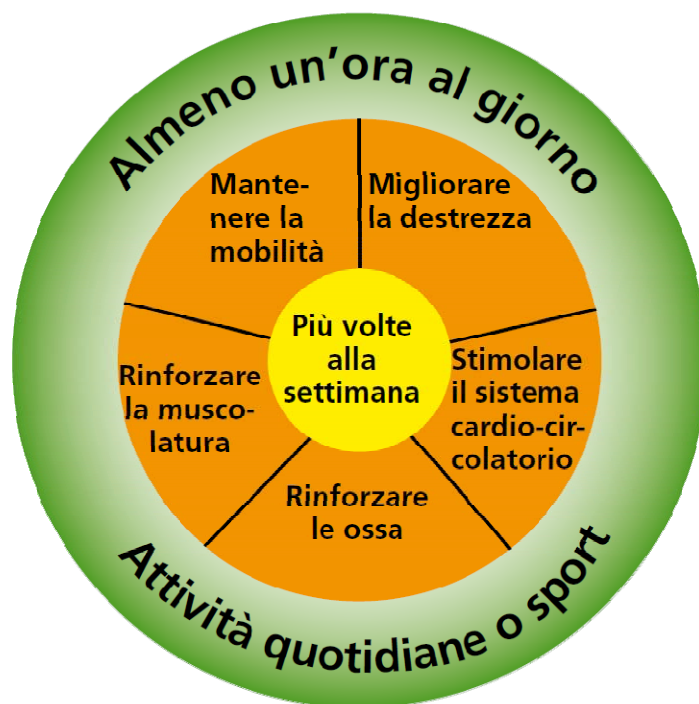 Almeno un'ora al giorno
Mante-
nere la
mobilità
Migliorare
la destrezza
Più volte
alla
settimana
Rinforzare
la musco-
latura
Stimolare
il sistema
cardio-cir-
colatorio
Rinforzare
le ossa
Attività quotidiane o sport